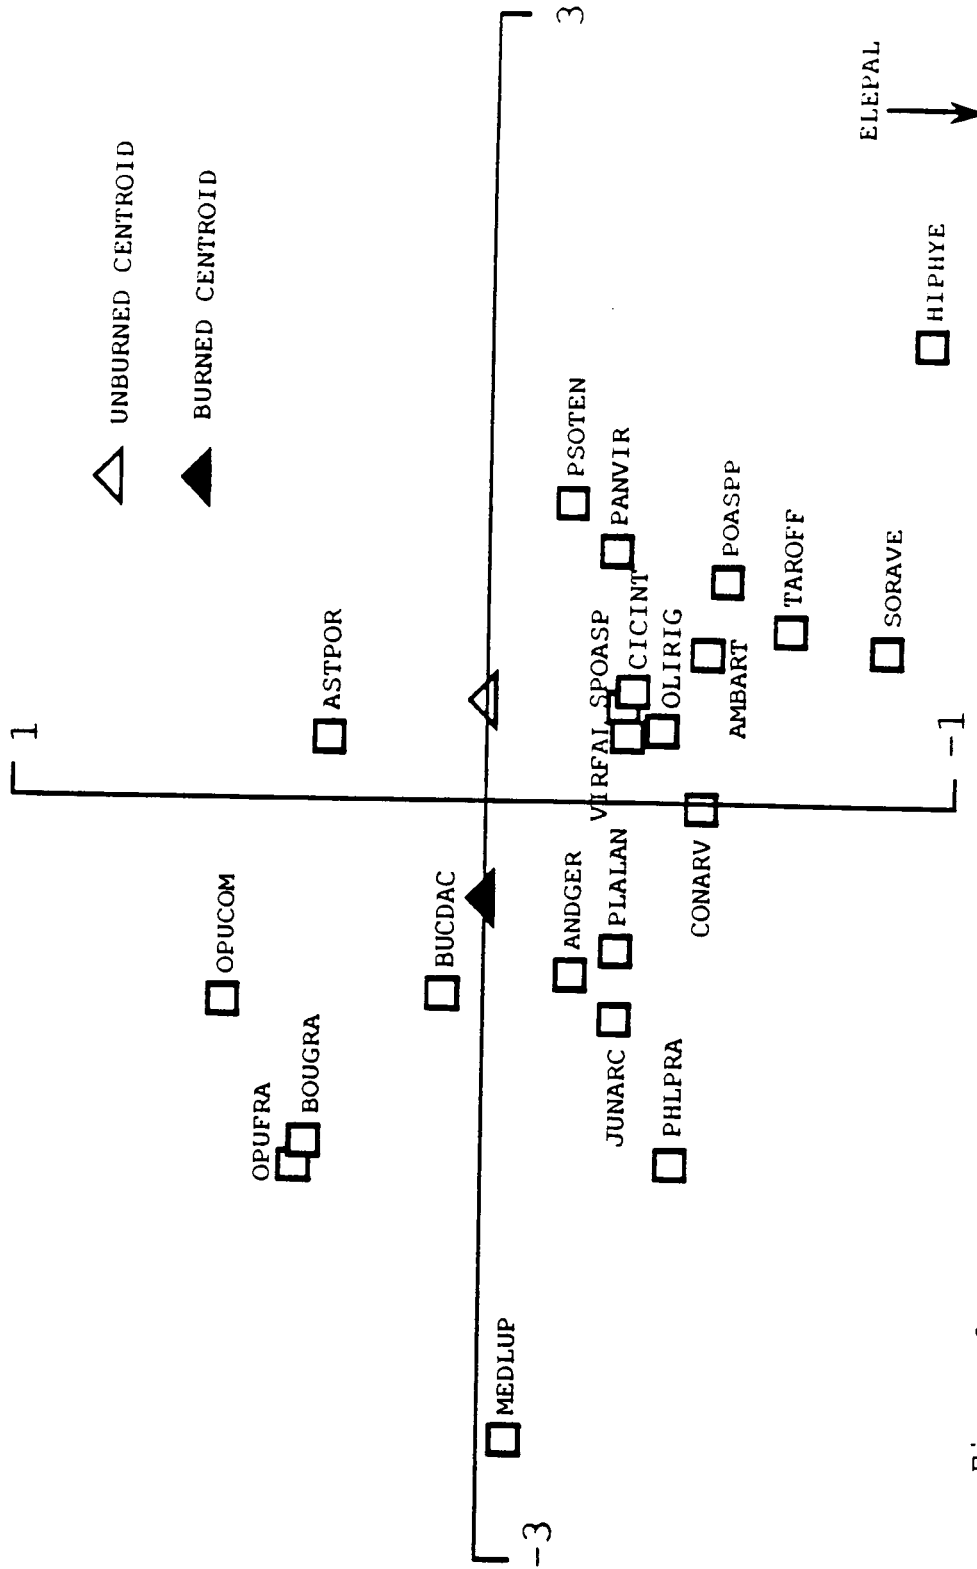 1
3
-1
-3
UNBURNED CENTROID
BURNED CENTROID
ELEPAL
HIPHYE
PSOTEN
PANVIR
POASPP
TAROFF
SORAVE
ASTPOR
VIRFAL SPOASP
CICINT
OLIRIG
AMBART
CONARV
OPUCOM
BUCDAC
ANDGER
PLALAN
JUNARC
PHLPRA
OPUFRA
BOUGRA
MEDLUP